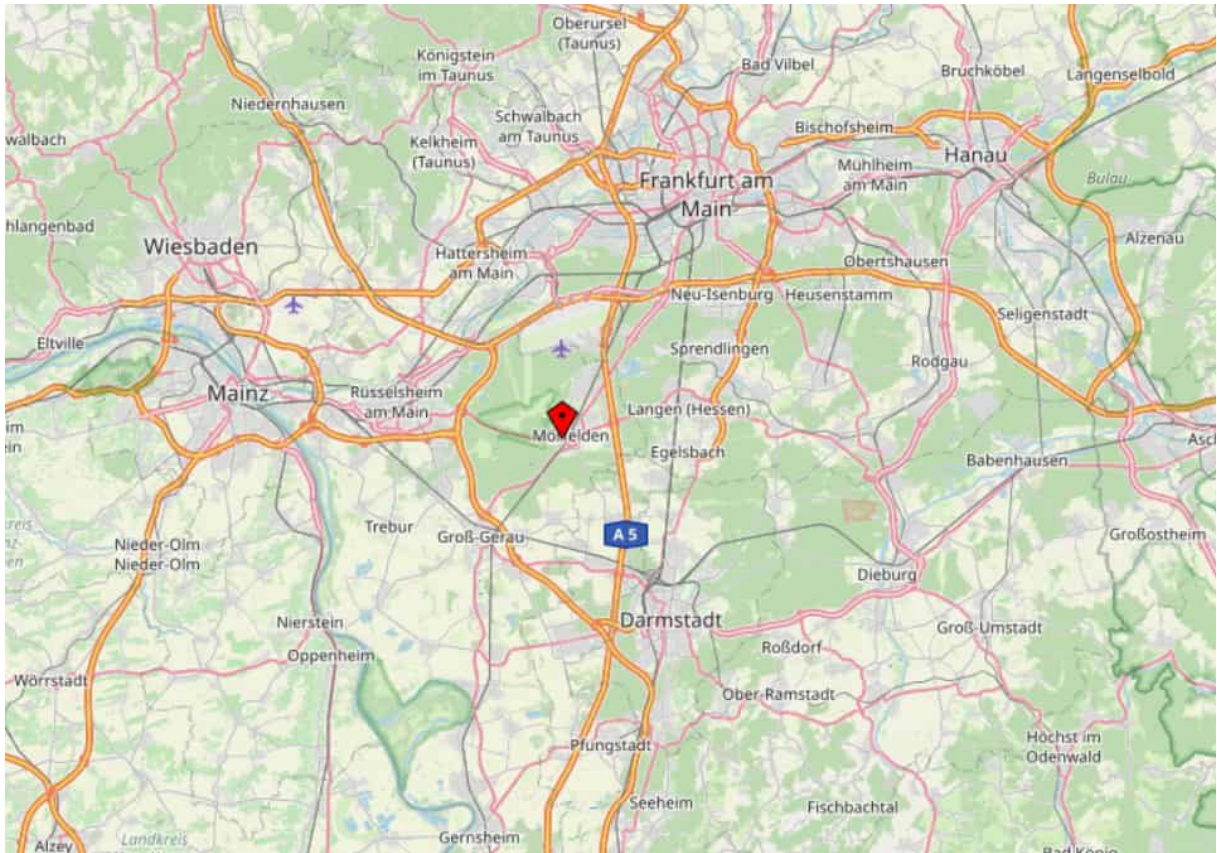 Oberursel
(Taunus)
Königstein
im Taunus
Bad Vilbel
Bruchköbel
Langenselbold
Niedernhausen
Schwalbach
am Taunus
Bischofsheim
walbach
Kelkheim
(Taunus)
Hanau
Mühlheim
am Main
Frankfurt am
Main
Bulau
hlangenbad
Wiesbaden
Hattersheim
am Main
Alzenau
Obertshausen
Neu-Isenburg
Heusenstamm
Seligenstadt
Eltville
Sprendlingen
Rodgau
Mainz
Rüsselsheim
am Main
Langen (Hessen)
Mörfelden
Egelsbach
Babenhausen
Trebur
Groß-Gerau
A 5
Großostheim
Nieder-Olm
Nieder-Olm
Dieburg
Nierstein
Darmstadt
Groß-Umstadt
Roßdorf
Oppenheim
Wörrstadt
Ober-Ramstadt
Pfungstadt
Höchst im
Odenwald
Seeheim
Fischbachtal
Gernsheim
Landkreis
Alzey